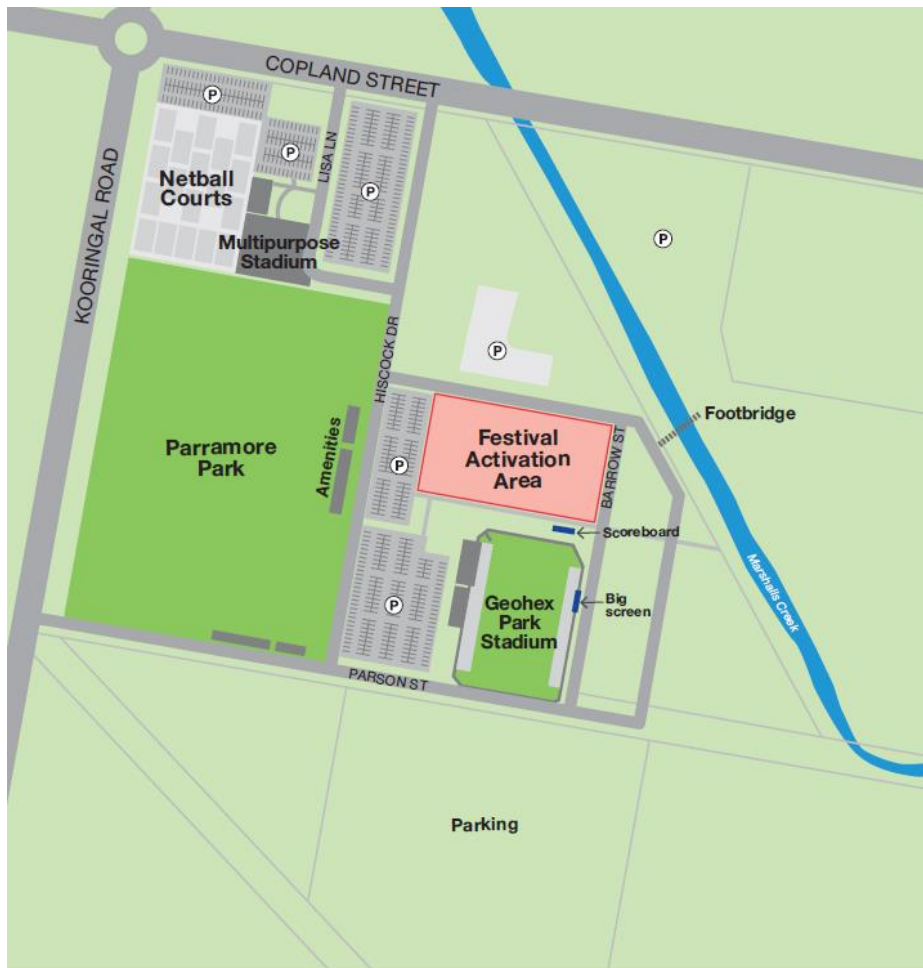 COPLAND STREET
P
KOORINGAL ROAD
P
LISA LN
P
Netball
Courts
Multipurpose
Stadium
P
HISCOCK DR
P
Parramore
Park
Amenities
P
Festival
Activation
Area
BARROW ST
Footbridge
Scoreboard
Marshalls Creek
P
Geohex
Park
Stadium
Big
screen
PARSON ST
Parking